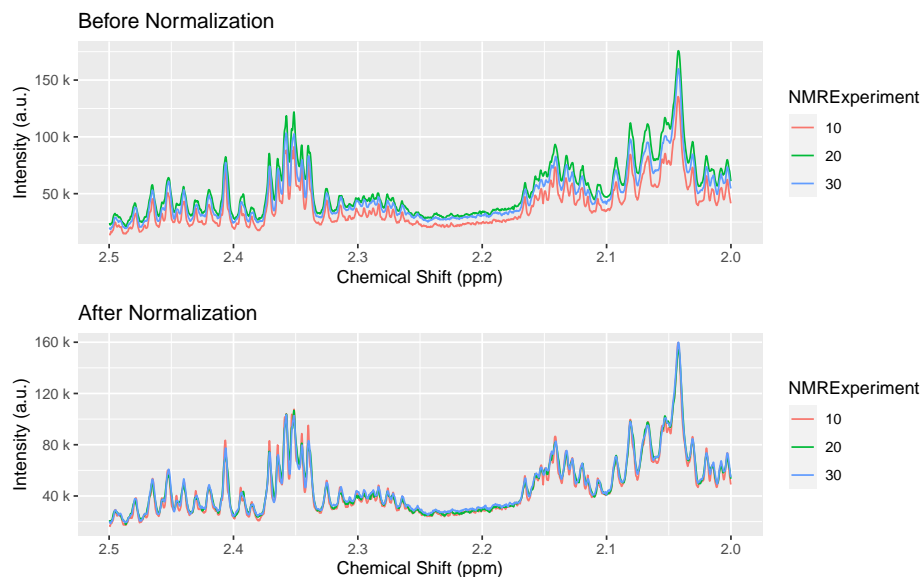 Before Normalization
Intensity (a.u.)
150 k
100 k
50 k
2.5 2.4 2.3 2.2 2.1 2.0
Chemical Shift (ppm)
NMRExperiment
10
20
30
After Normalization
Intensity (a.u.)
160 k
120 k
80 k
40 k
2.5 2.4 2.3 2.2 2.1 2.0
Chemical Shift (ppm)
NMRExperiment
10
20
30